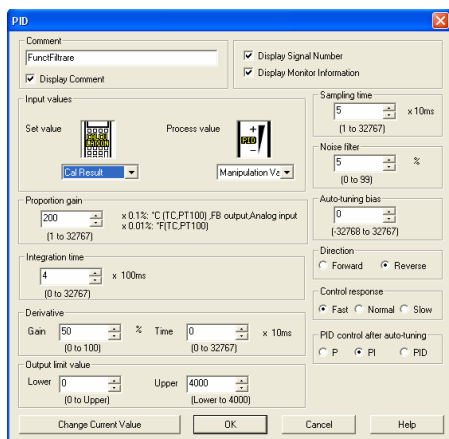 PID
Comment
FunctFiltrare
Display Comment
Display Signal Number
Display Monitor Information
Input values
Set value
Process value
PID
Cal Result
Manipulation Va
Sampling time
5 x 10ms
(1 to 32767)
Noise filter
5 %
(0 to 99)
Proportion gain
200
(1 to 32767)
x 0.1%: °C (TC,PT100) ,FB output,Analog input
x 0.01%: °F(TC,PT100)
Auto-tuning bias
0
(-32768 to 32767)
Integration time
4 x 100ms
(0 to 32767)
Direction
Forward Reverse
Control response
Fast Normal Slow
Derivative
Gain 50 % Time 0 x 10ms
(0 to 100) (0 to 32767)
PID control after auto-tuning
P PI PID
Output limit value
Lower 0 Upper 4000
(0 to Upper) (Lower to 4000)
Change Current Value OK Cancel Help